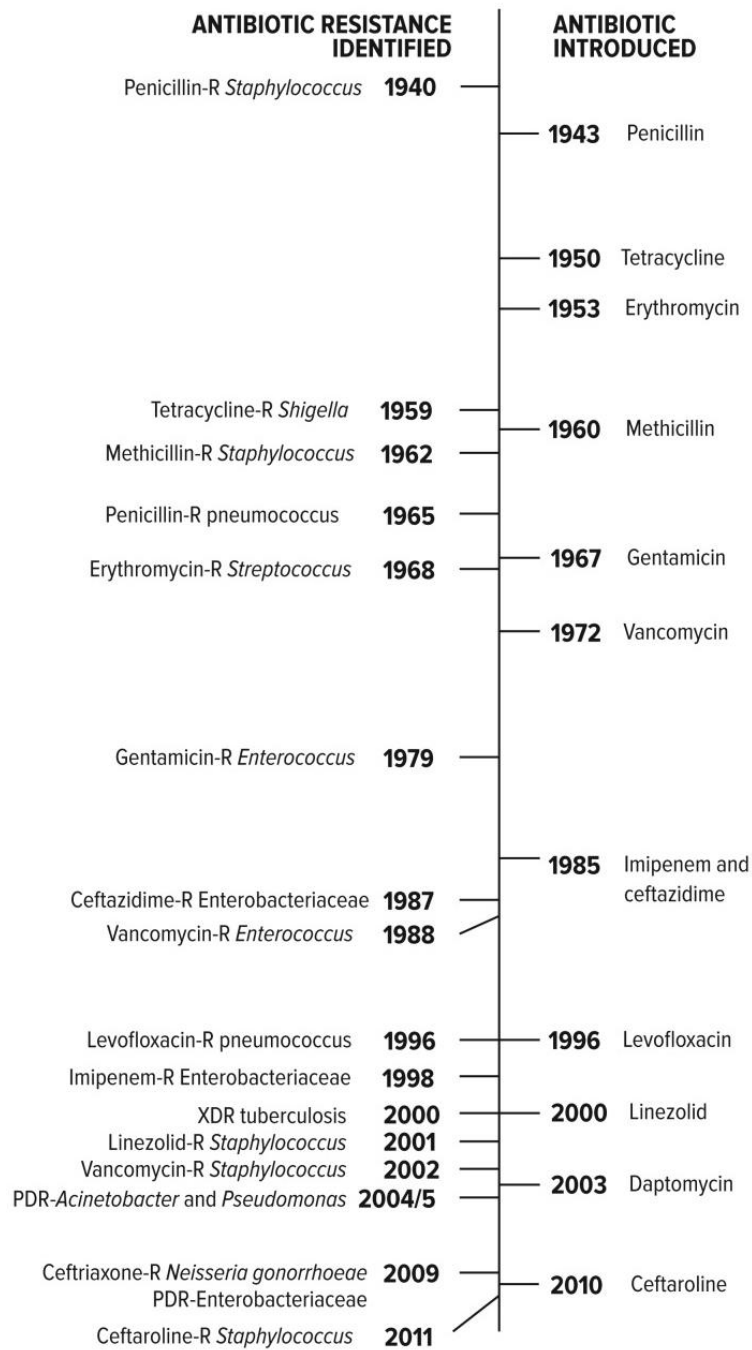 ANTIBIOTIC RESISTANCE
IDENTIFIED
ANTIBIOTIC
INTRODUCED
Penicillin-R Staphylococcus 1940
1943 Penicillin
1950 Tetracycline
1953 Erythromycin
Tetracycline-R Shigella 1959
1960 Methicillin
Methicillin-R Staphylococcus 1962
Penicillin-R pneumococcus 1965
1967 Gentamicin
Erythromycin-R Streptococcus 1968
1972 Vancomycin
Gentamicin-R Enterococcus 1979
1985 Imipenem and
ceftazidime
Ceftazidime-R Enterobacteriaceae 1987
Vancomycin-R Enterococcus 1988
Levofloxacin-R pneumococcus 1996
1996 Levofloxacin
Imipenem-R Enterobacteriaceae 1998
XDR tuberculosis 2000
2000 Linezolid
Linezolid-R Staphylococcus 2001
Vancomycin-R Staphylococcus 2002
2003 Daptomycin
PDR-Acinetobacter and Pseudomonas 2004/5
Ceftriaxone-R Neisseria gonorrhoeae 2009
PDR-Enterobacteriaceae
2010 Ceftaroline
Ceftaroline-R Staphylococcus 2011